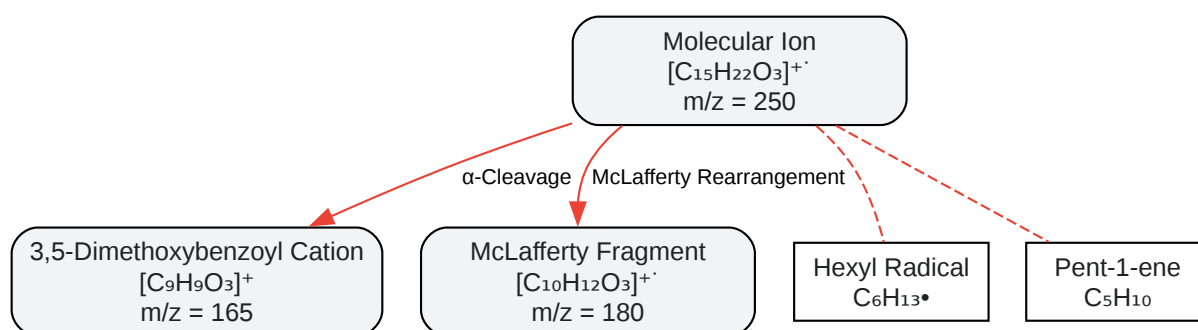 Molecular Ion
[C₁₅H₂₂O₃]⁺˙
m/z = 250
α-Cleavage
McLafferty Rearrangement
3,5-Dimethoxybenzoyl Cation
[C₉H₉O₃]⁺
m/z = 165
McLafferty Fragment
[C₁₀H₁₂O₃]⁺˙
m/z = 180
Hexyl Radical
C₆H₁₃•
Pent-1-ene
C₅H₁₀